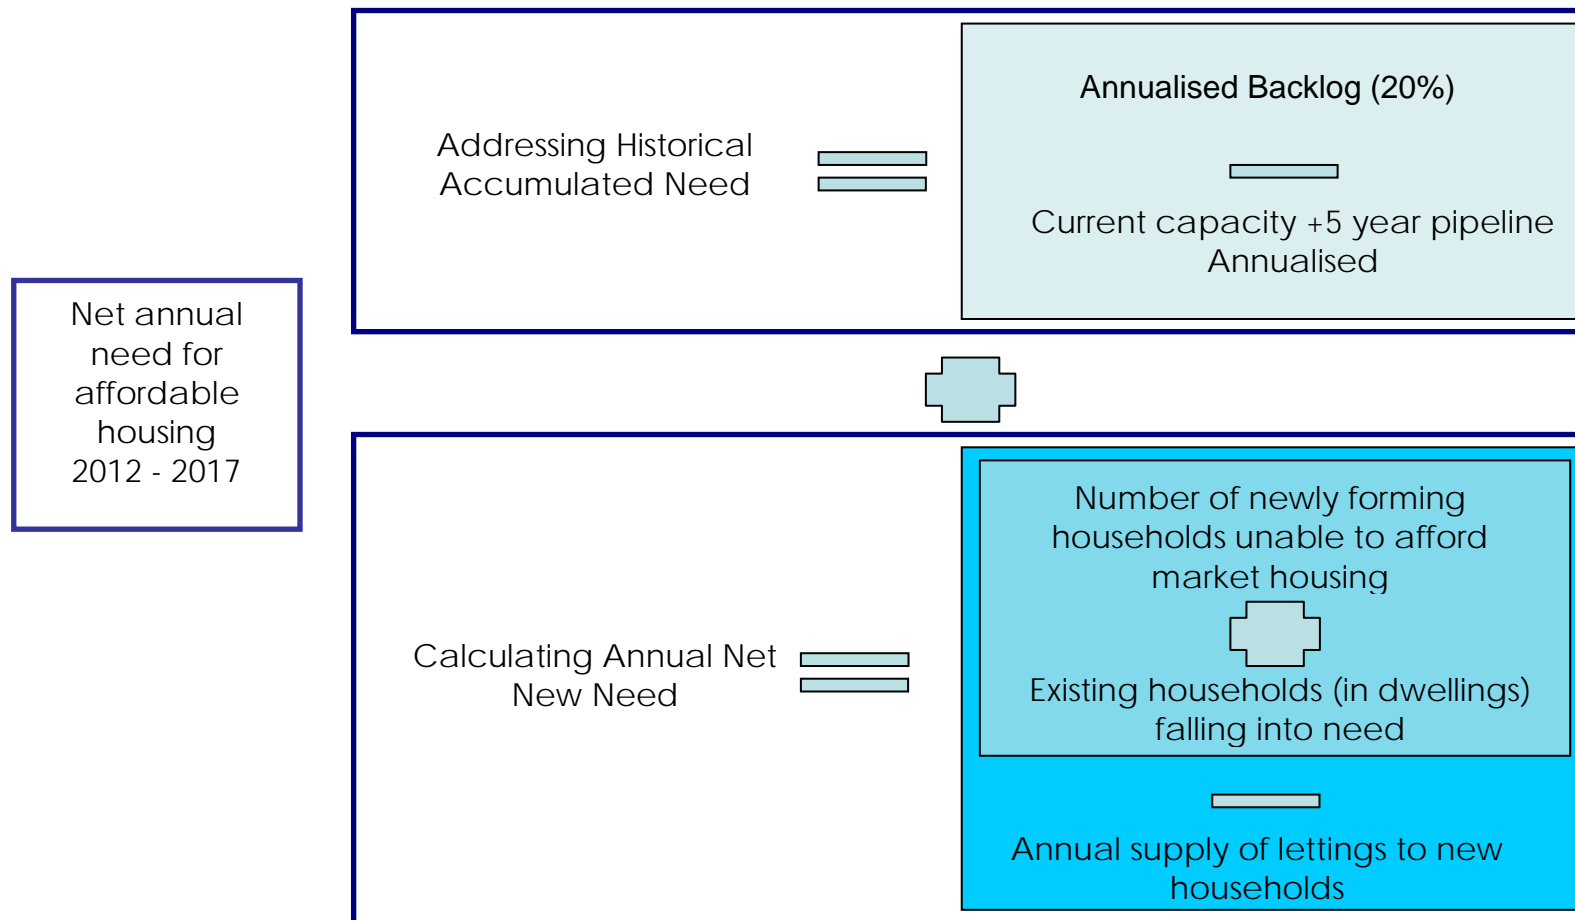 Net annual
need for
affordable
housing
2012 - 2017
Addressing Historical
Accumulated Need
Annualised Backlog (20%)
Current capacity +5 year pipeline
Annualised
Calculating Annual Net
New Need
Number of newly forming
households unable to afford
market housing
Existing households (in dwellings)
falling into need
Annual supply of lettings to new
households